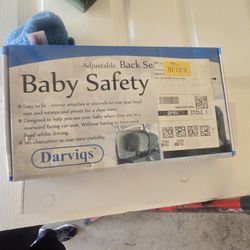 Adjustable Back Se
Baby Safety
Easy to fit - mirror attaches in seconds to rear seat head
rest and rotates and pivots for a clear view.
Designed to help you see your baby when they are in a
rearward facing car seat. Without having to turn your
head whilst driving.
No obstruction to rear view visibility.
CYCLE 1
Darviqs